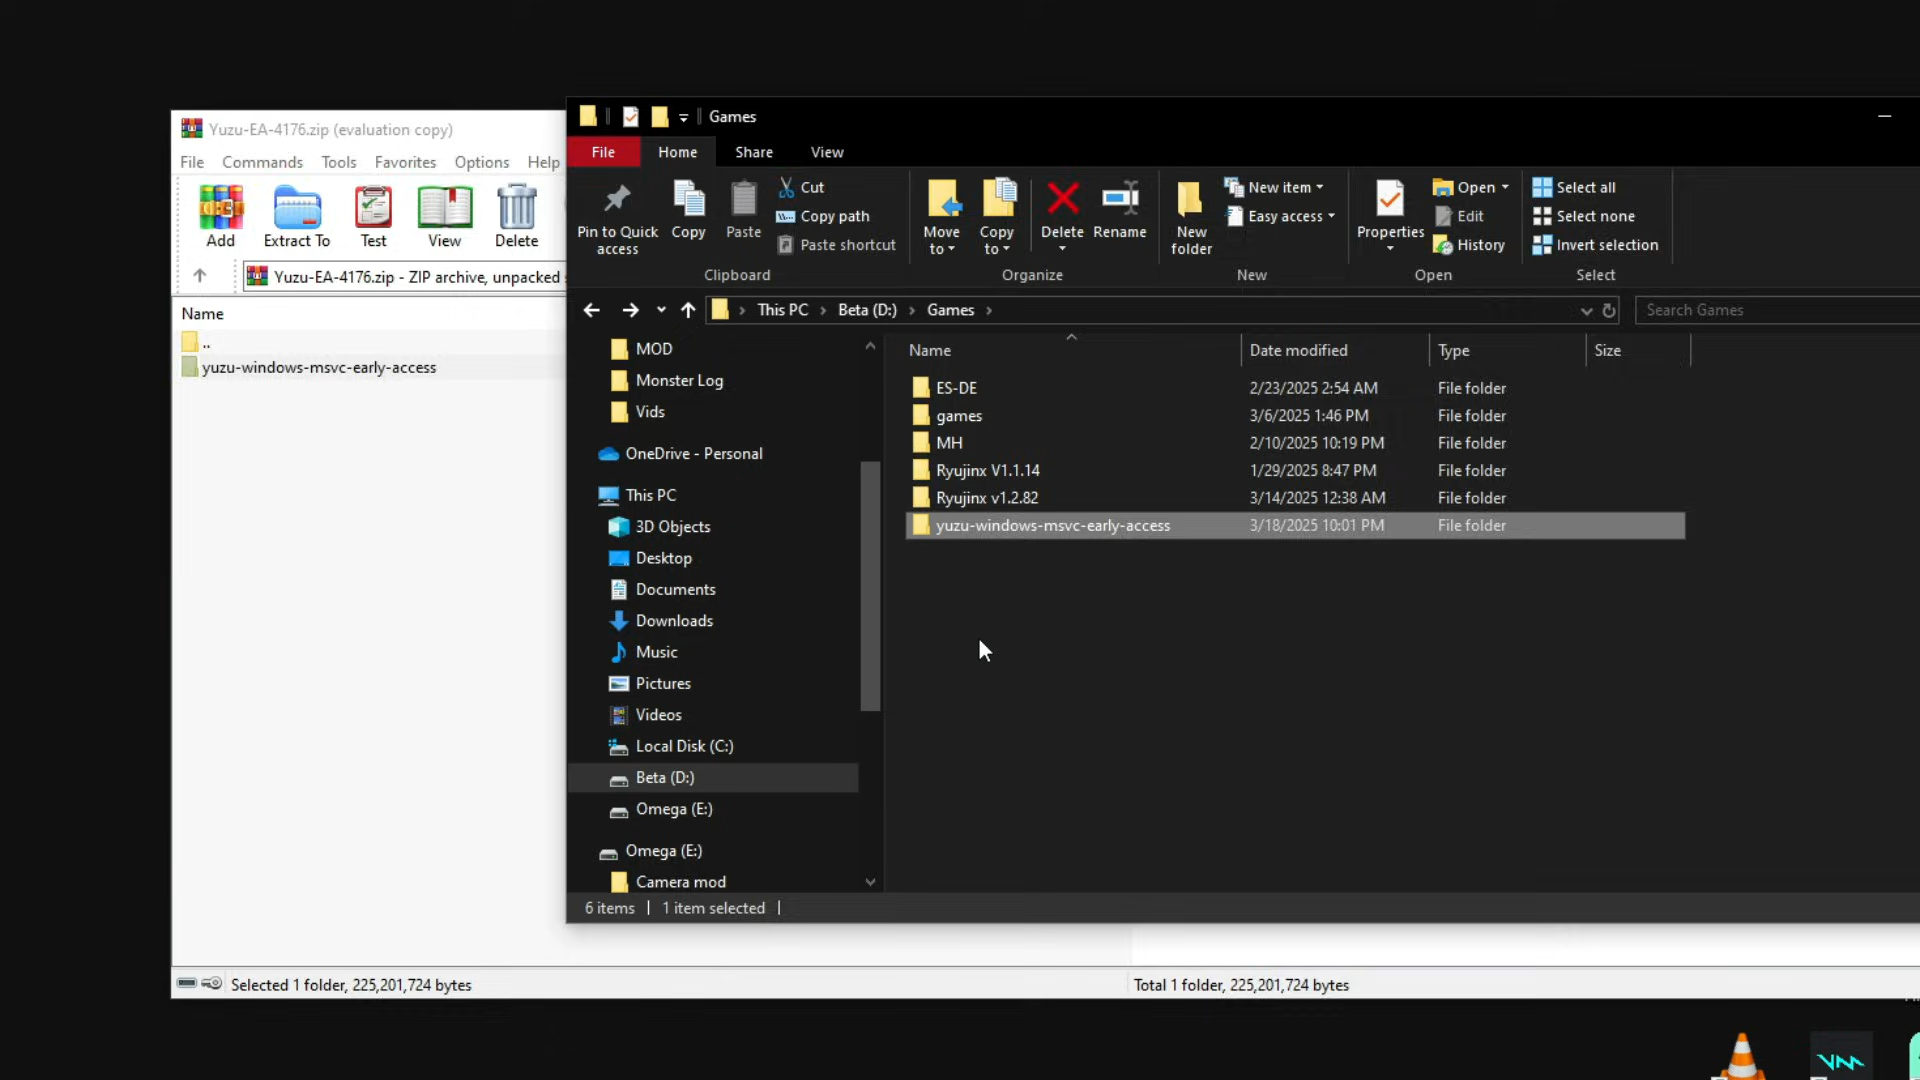 Yuzu-EA-4176.zip (evaluation copy)
File Commands Tools Favorites Options Help
Add Extract To Test View Delete
Yuzu-EA-4176.zip - ZIP archive, unpacked
Name
..
yuzu-windows-msvc-early-access
Selected 1 folder, 225,201,724 bytes
Total 1 folder, 225,201,724 bytes
Games
File Home Share View
Pin to Quick access
Copy
Paste
Cut
Copy path
Paste shortcut
Clipboard
Move to
Copy to
Delete
Rename
Organize
New folder
New item
Easy access
New
Properties
Open
Edit
History
Open
Select all
Select none
Invert selection
Select
This PC > Beta (D:) > Games >
Search Games
MOD
Monster Log
Vids
OneDrive - Personal
This PC
3D Objects
Desktop
Documents
Downloads
Music
Pictures
Videos
Local Disk (C:)
Beta (D:)
Omega (E:)
Omega (E:)
Camera mod
Name Date modified Type Size
ES-DE 2/23/2025 2:54 AM File folder
games 3/6/2025 1:46 PM File folder
MH 2/10/2025 10:19 PM File folder
Ryujinx V1.1.14 1/29/2025 8:47 PM File folder
Ryujinx v1.2.82 3/14/2025 12:38 AM File folder
yuzu-windows-msvc-early-access 3/18/2025 10:01 PM File folder
6 items | 1 item selected |